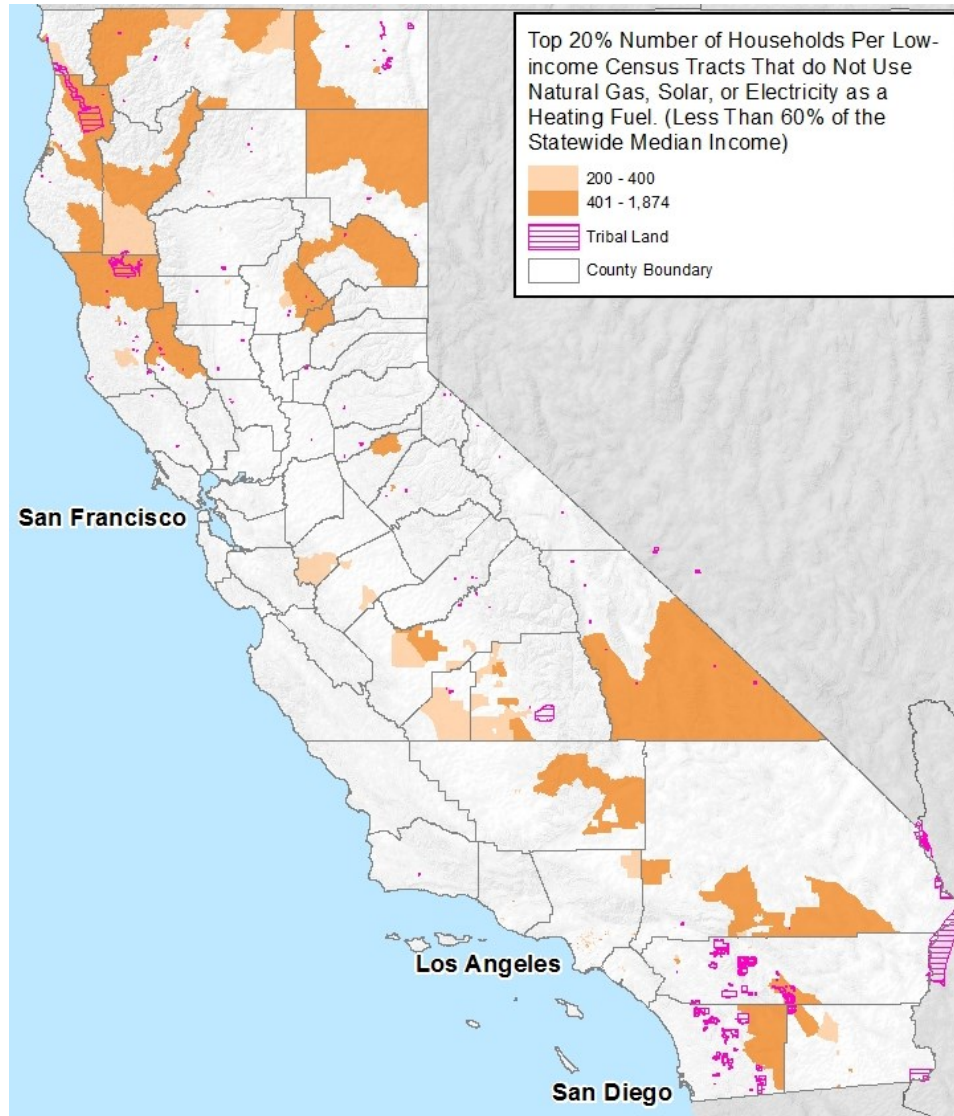 Top 20% Number of Households Per Low-
income Census Tracts That do Not Use
Natural Gas, Solar, or Electricity as a
Heating Fuel. (Less Than 60% of the
Statewide Median Income)
200 - 400
401 - 1,874
Tribal Land
County Boundary
San Francisco
Los Angeles
San Diego